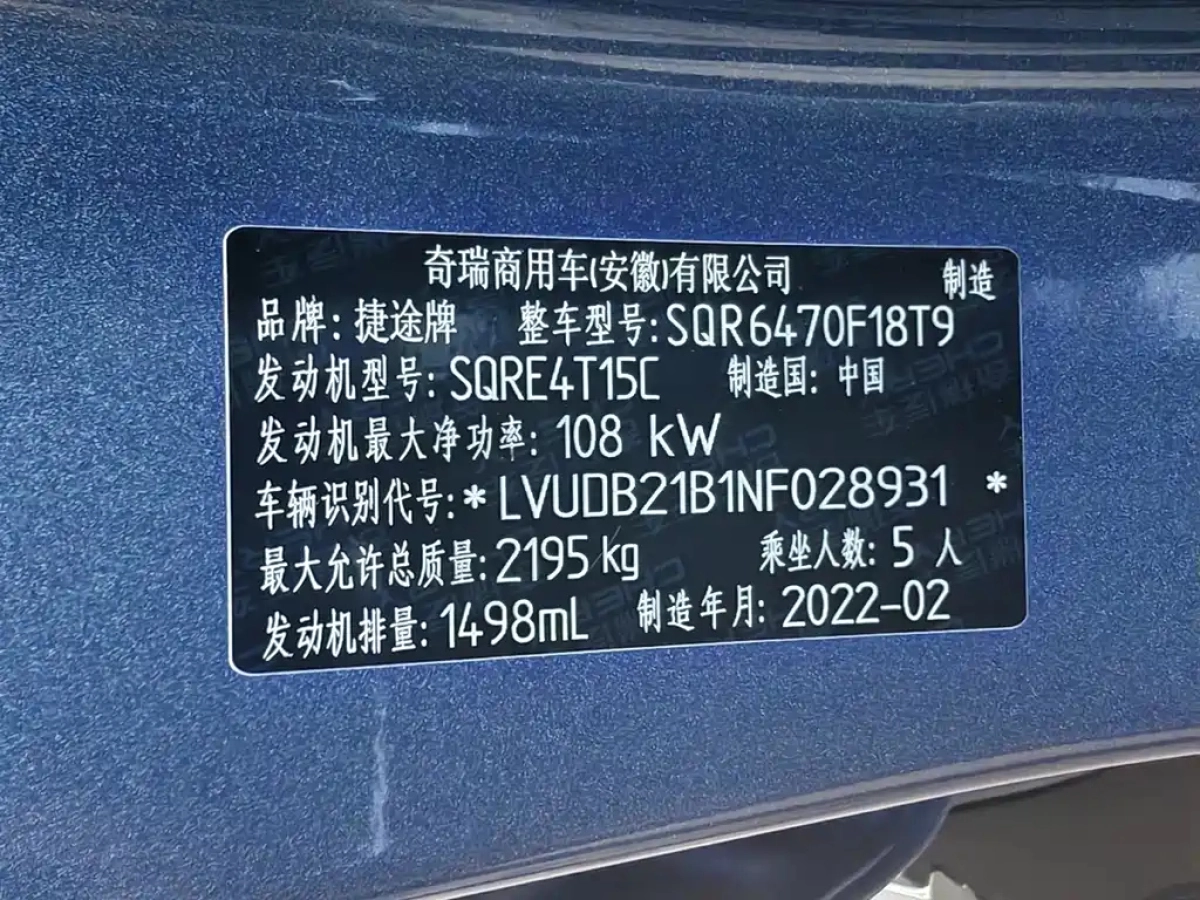 奇瑞商用车(安徽)有限公司 制造
品牌: 捷途牌 整车型号: SQR6470F18T9
发动机型号: SQRE4T15C 制造国: 中国
发动机最大净功率: 108 kW
车辆识别代号: * LVUDB21B1NF028931 *
最大允许总质量: 2195 kg 乘坐人数: 5 人
发动机排量: 1498mL 制造年月: 2022-02